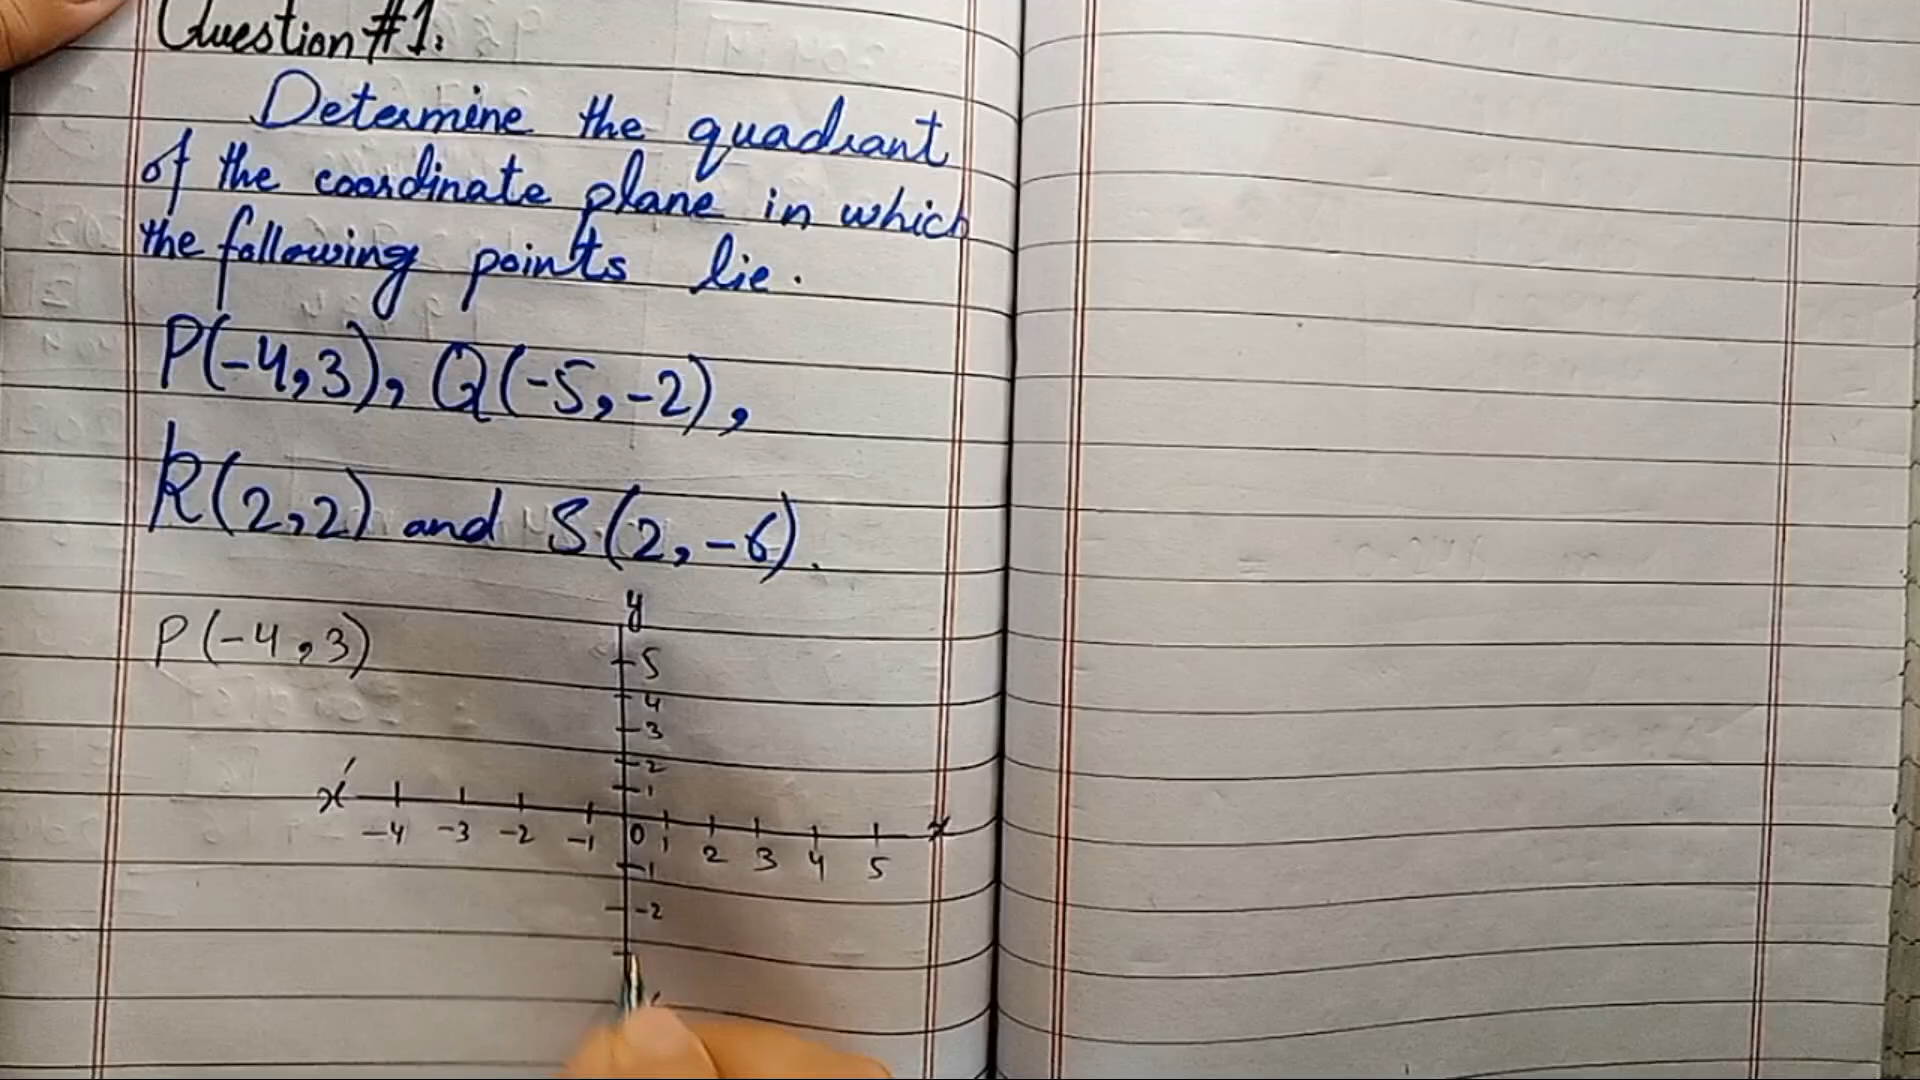 Question #1:
Determine the quadrant
of the coordinate plane in which
the following points lie.
P(-4,3), Q(-5,-2),
R(2,2) and S(2,-6).
y
P(-4,3)
5
4
3
2
1
x' x
-4 -3 -2 -1 0 1 2 3 4 5
-1
-2